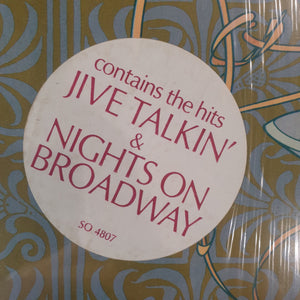 contains the hits
JIVE TALKIN'
&
NIGHTS ON
BROADWAY
SO 4807